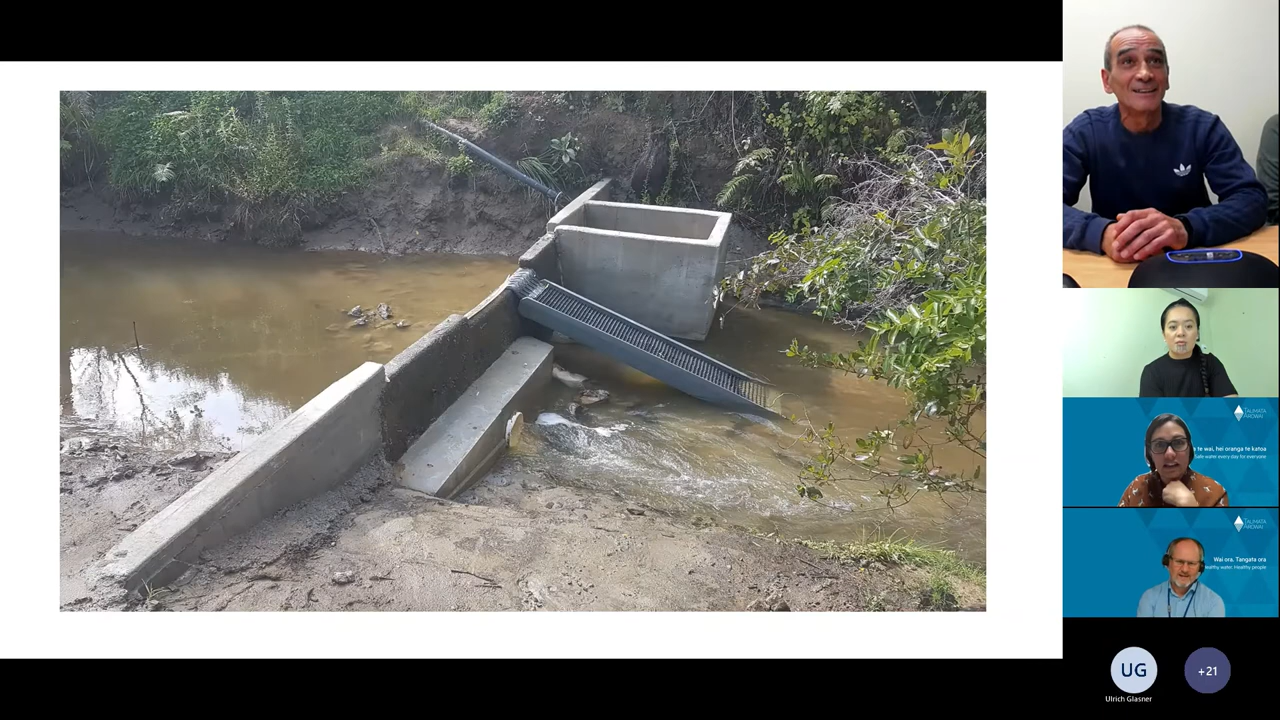 TAUMATA
AROWAI
a te wai, hei oranga te katoa
Safe water every day for everyone
TAUMATA
AROWAI
Wai ora. Tangata ora
ealthy water. Healthy people
UG
+21
Ulrich Glasner